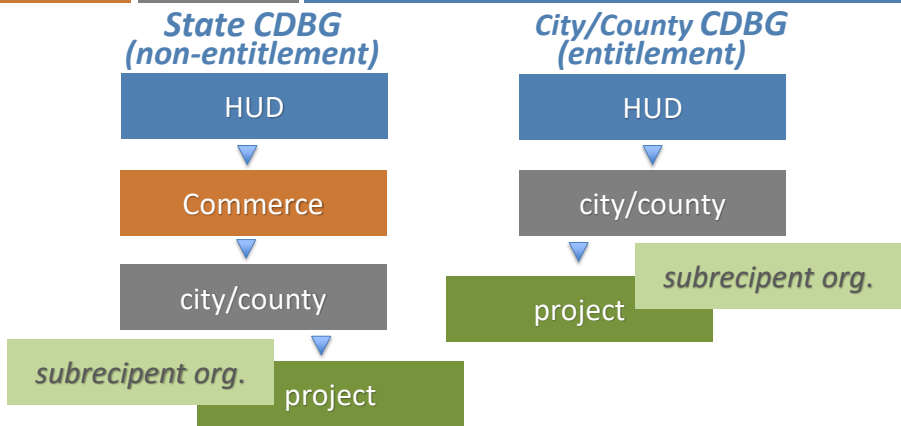 State CDBG
(non-entitlement)
HUD
Commerce
city/county
subrecipent org.
project
City/County CDBG
(entitlement)
HUD
city/county
subrecipent org.
project